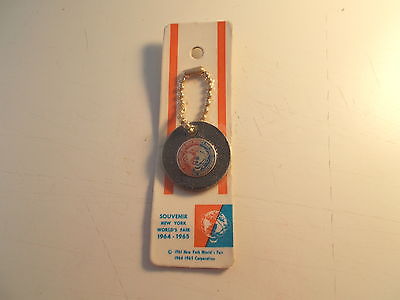 SOUVENIR
NEW YORK
WORLD'S FAIR
1964 - 1965
© 1961 New York World's Fair
1964 1965 Corporation